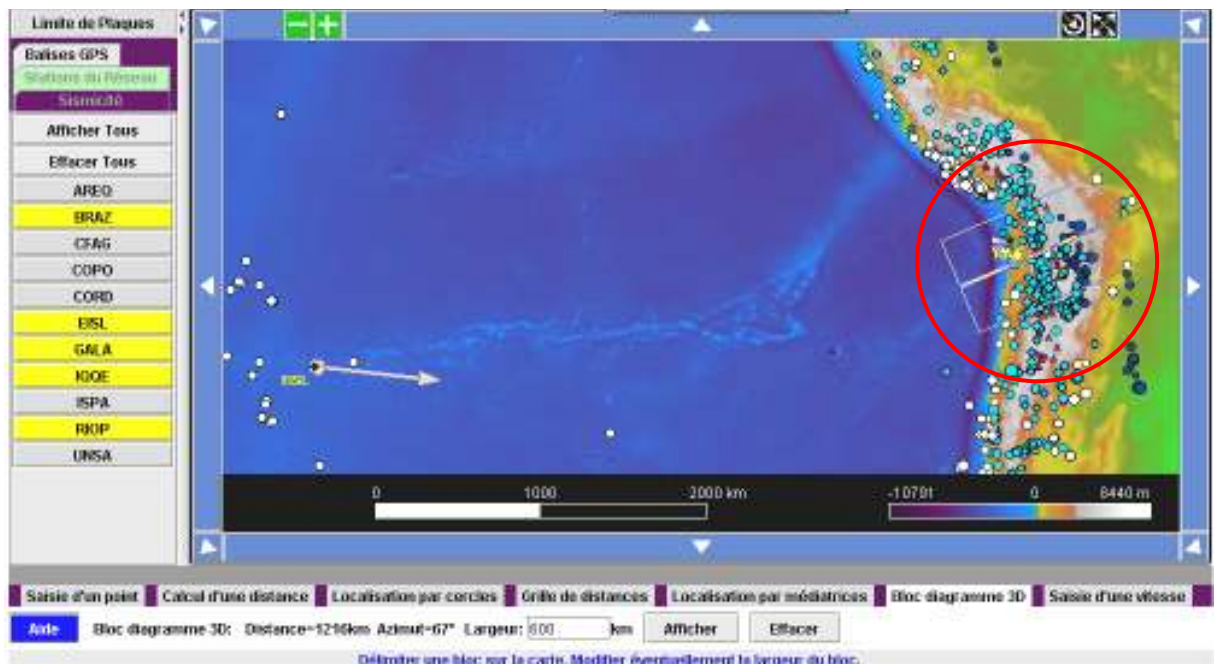 Limite de Plaques
Balises GPS
Stations du Réseau
Sismicité
Afficher Tous
Effacer Tous
AREQ
BRAZ
CFAG
COPO
CORD
EISL
GALA
IQQE
ISPA
RIOP
UNSA
EISL
0 1000 2000 km
-10791 0 8440 m
Saisie d'un point Calcul d'une distance Localisation par cercles Grille de distances Localisation par médiatrices Bloc diagramme 3D Saisie d'une vitesse
Aide Bloc diagramme 3D: Distance=1216km Azimut=67° Largeur: 600 km Afficher Effacer
Délimiter une bloc sur la carte. Modifier éventuellement la largeur du bloc.